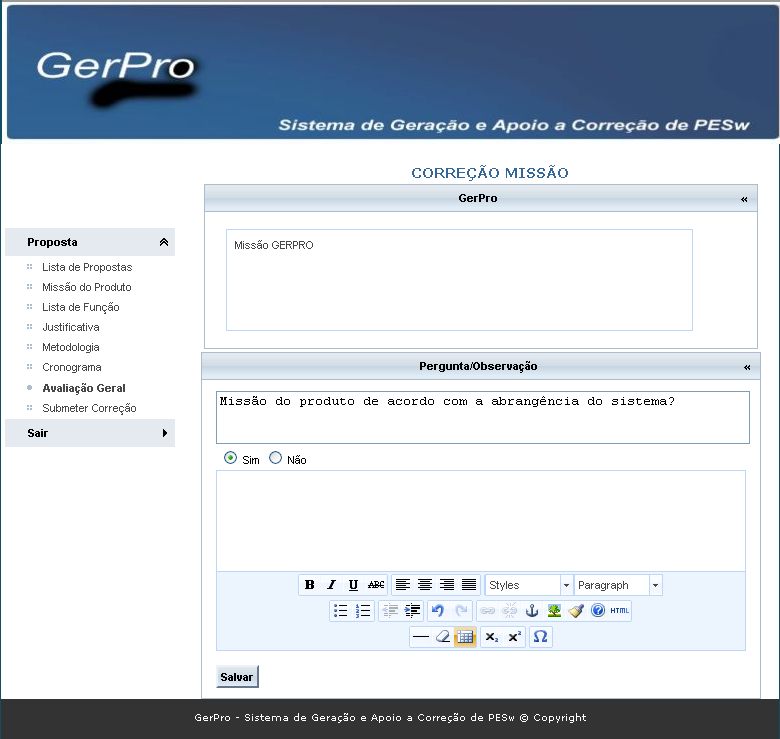 GerPro
Sistema de Geração e Apoio a Correção de PESw
CORREÇÃO MISSÃO
GerPro «
Missão GERPRO
Proposta
Lista de Propostas
Missão do Produto
Lista de Função
Justificativa
Metodologia
Cronograma
Avaliação Geral
Submeter Correção
Sair
Pergunta/Observação «
Missão do produto de acordo com a abrangência do sistema?
Sim Não
B I U ABC Styles Paragraph
HTML
x₂ x² Ω
Salvar
GerPro - Sistema de Geração e Apoio a Correção de PESw © Copyright